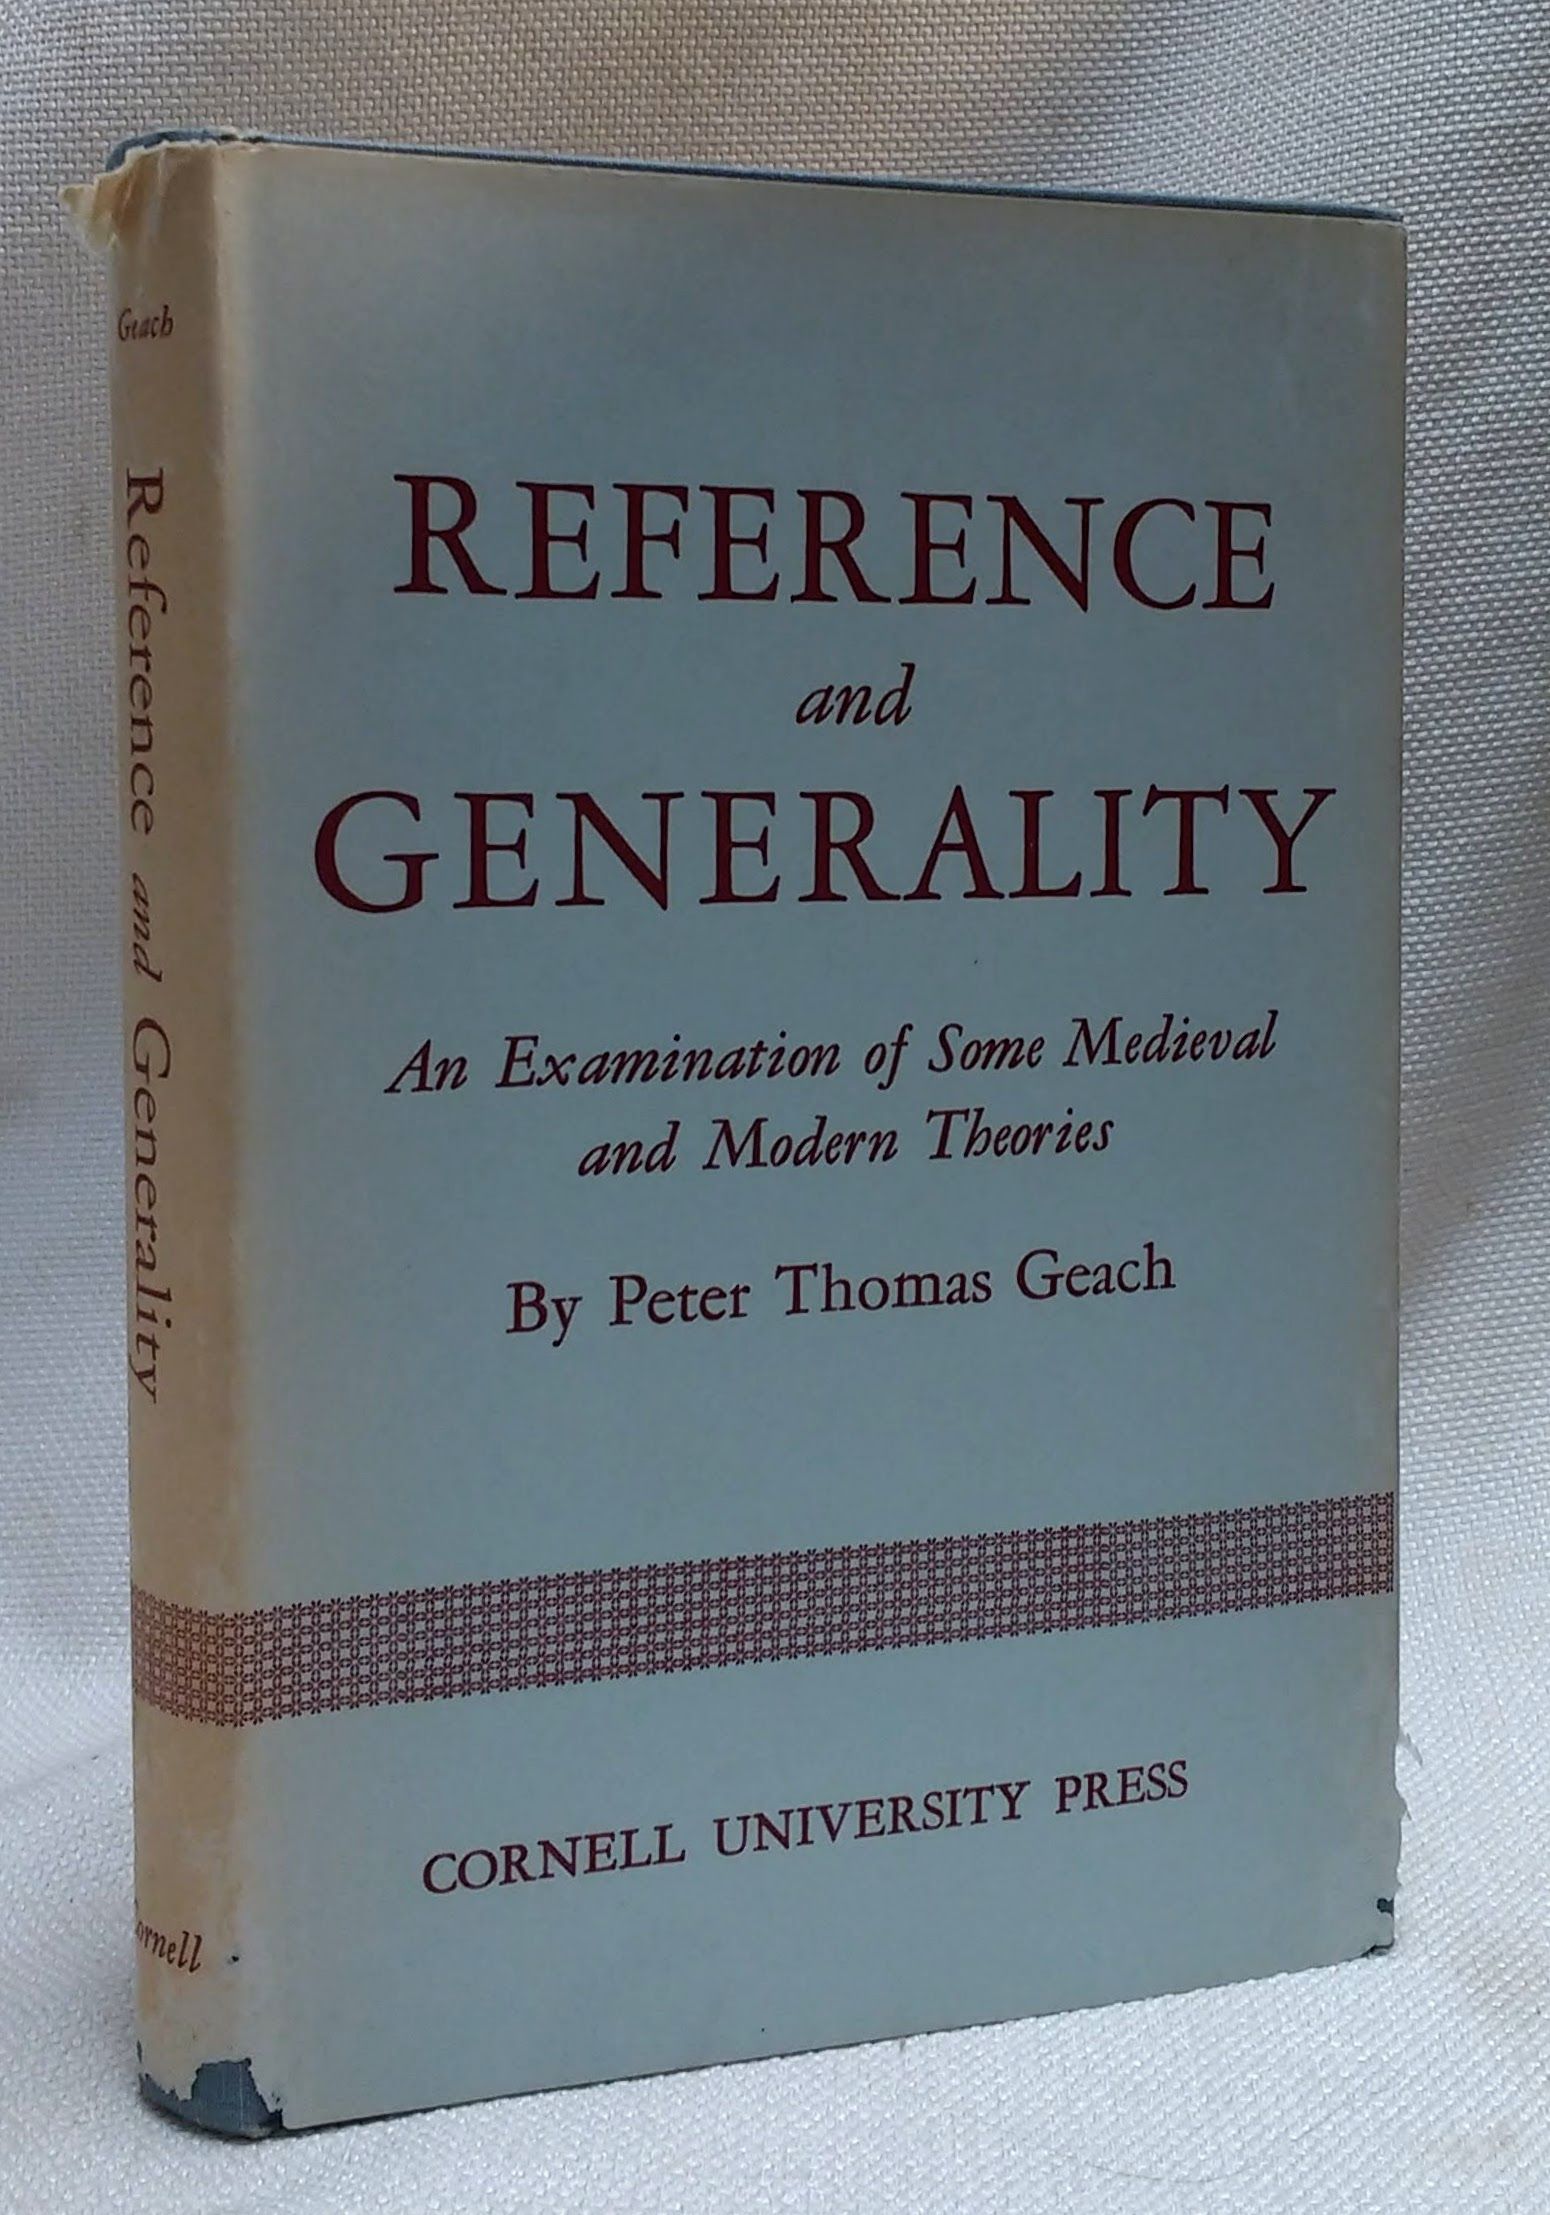 Geach
Reference and Generality
ornell
REFERENCE
and
GENERALITY
An Examination of Some Medieval
and Modern Theories
By Peter Thomas Geach
CORNELL UNIVERSITY PRESS